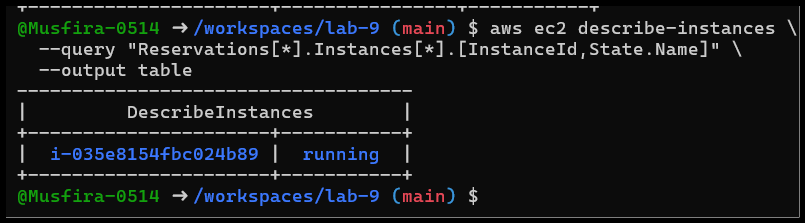 +----------------------+----------------+-----------+
@Musfira-0514 ➜ /workspaces/lab-9 (main) $ aws ec2 describe-instances \
  --query "Reservations[*].Instances[*].[InstanceId,State.Name]" \
  --output table
-------------------------------------
|         DescribeInstances         |
+-----------------------+-----------+
|  i-035e8154fbc024b89  |  running  |
+-----------------------+-----------+
@Musfira-0514 ➜ /workspaces/lab-9 (main) $